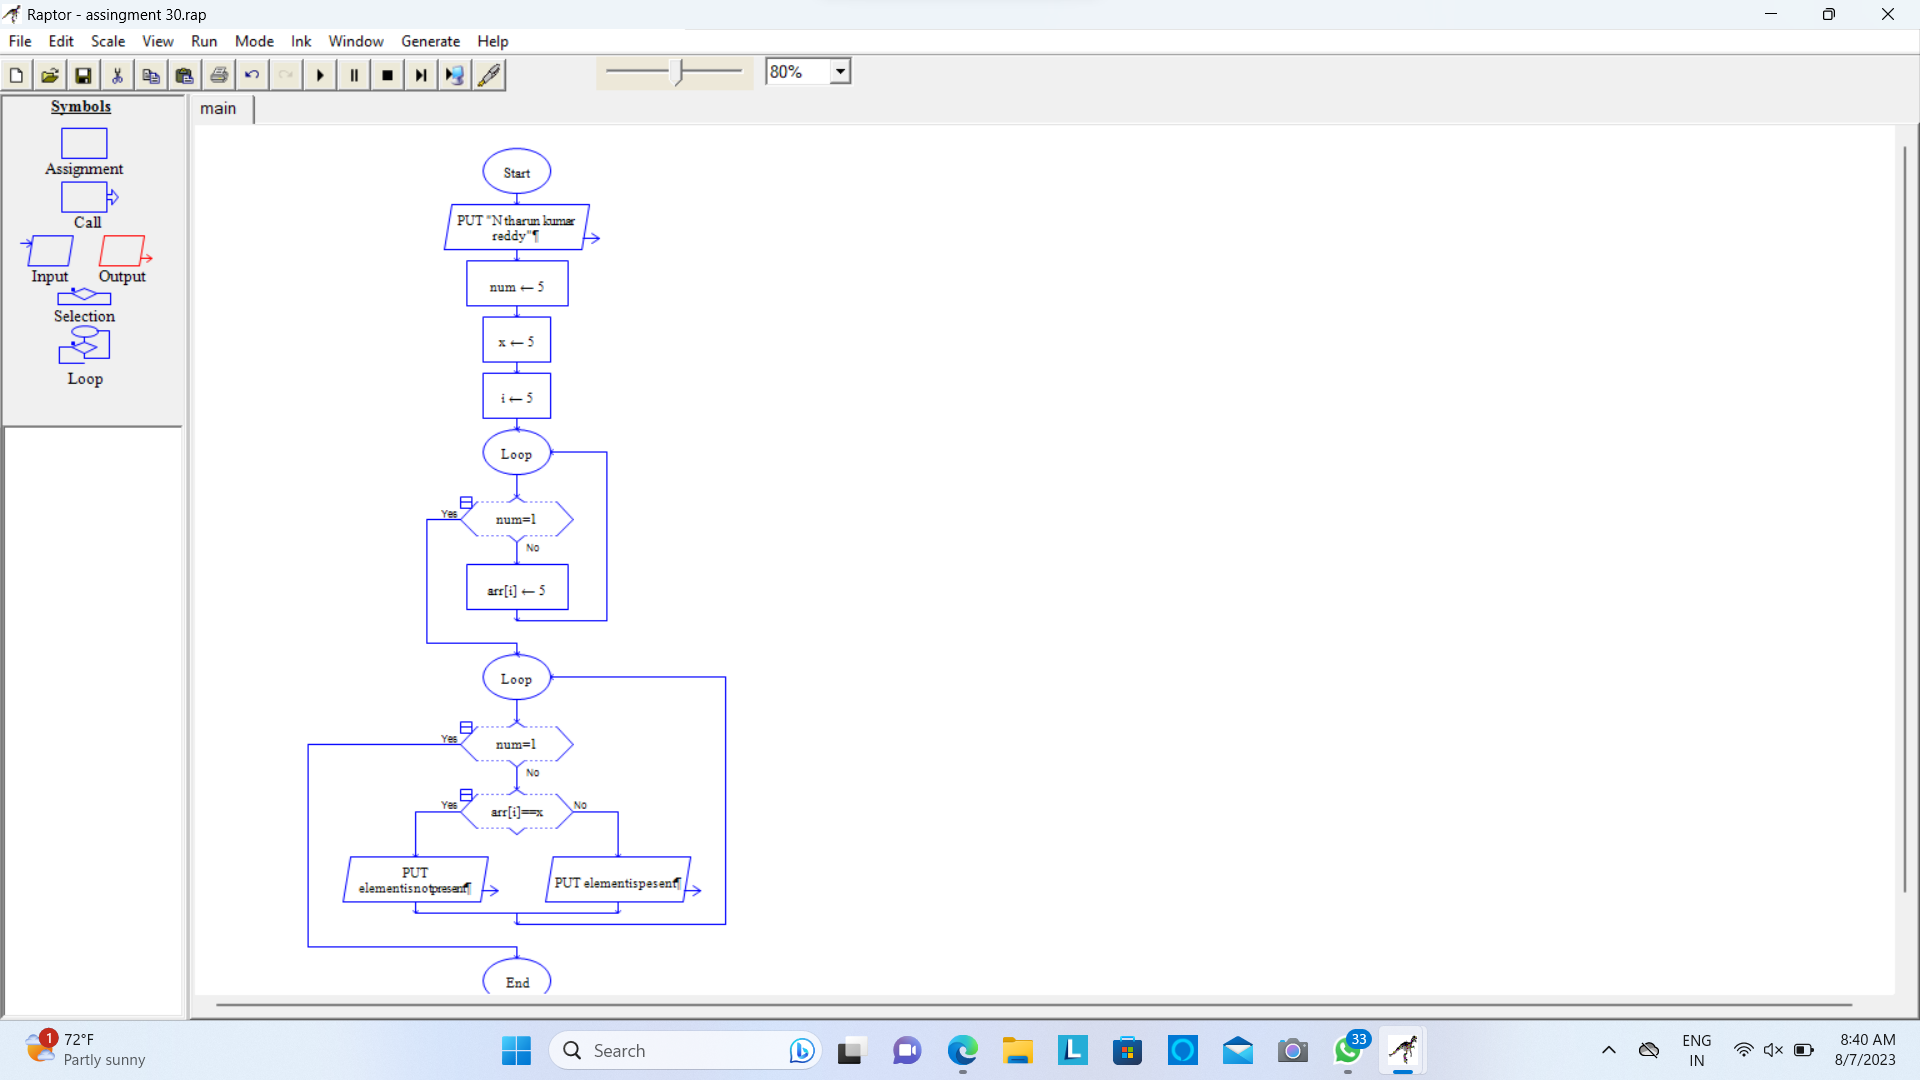 Raptor - assingment 30.rap
File Edit Scale View Run Mode Ink Window Generate Help
80%
Symbols
main
Assignment
Call
Input Output
Selection
Loop
Start
PUT "N tharun kumar
reddy"¶
num ← 5
x ← 5
i ← 5
Loop
Yes
num=1
No
arr[i] ← 5
Loop
Yes
num=1
No
Yes
arr[i]==x
No
PUT
elementisnotpresent¶
PUT elementispesent¶
End
1
72°F
Partly sunny
Search
33
ENG
IN
8:40 AM
8/7/2023